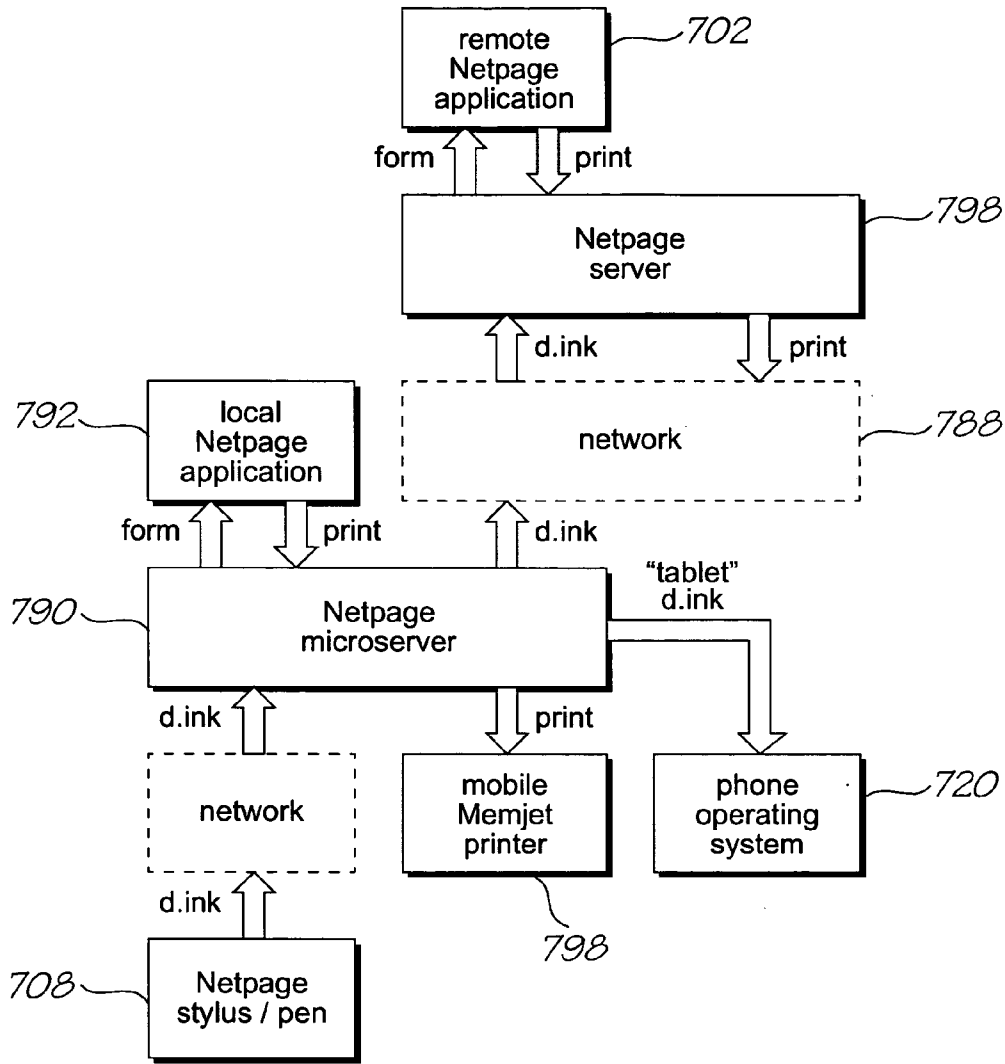 remote
Netpage
application
702
form
print
Netpage
server
798
d.ink
print
792
local
Netpage
application
network
788
form
print
d.ink
"tablet"
d.ink
790
Netpage
microserver
d.ink
print
network
mobile
Memjet
printer
phone
operating
system
720
d.ink
798
708
Netpage
stylus / pen